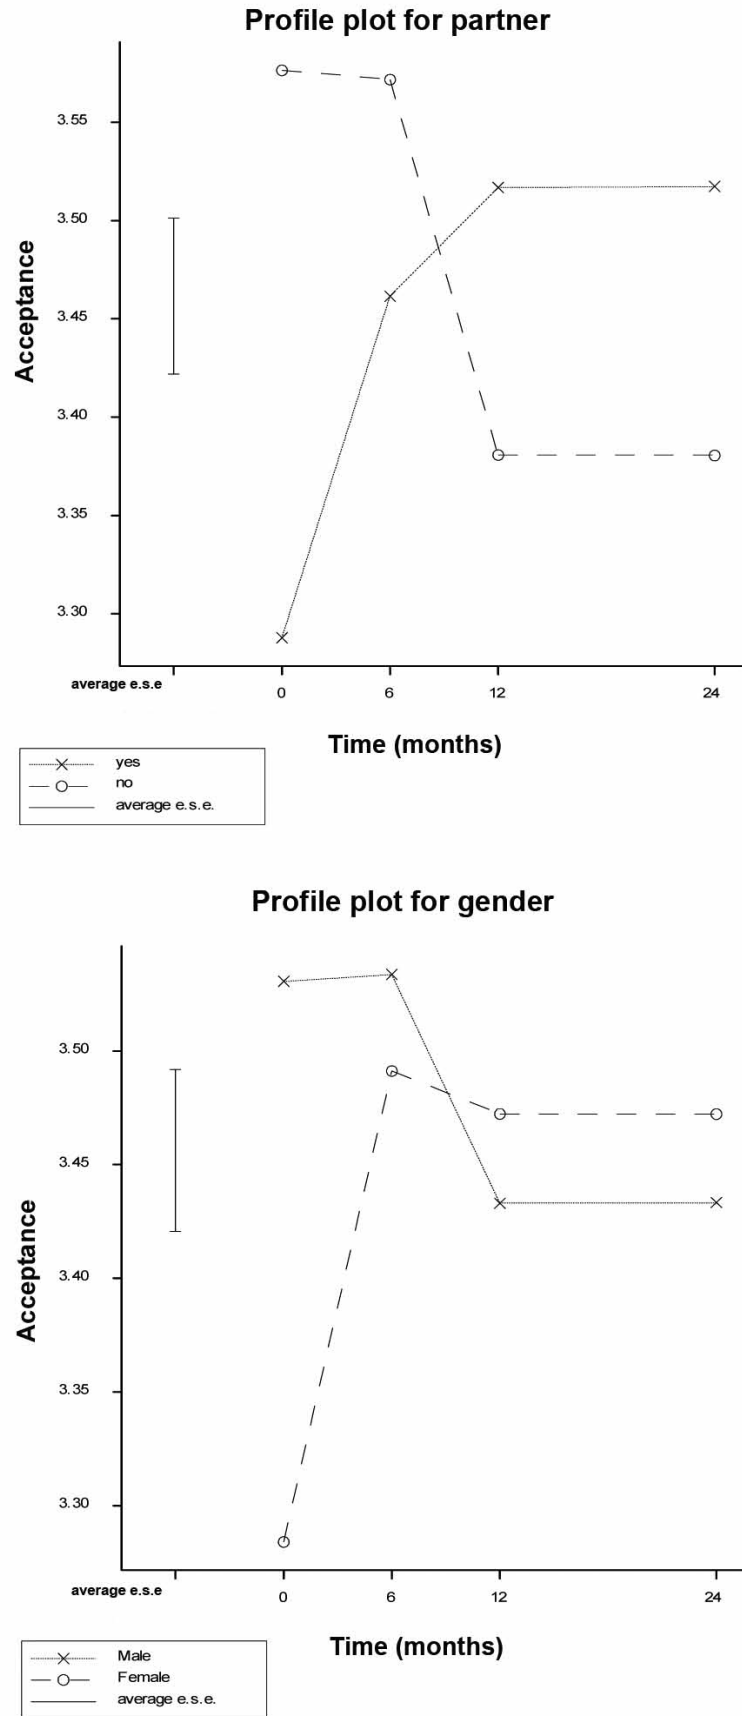 Profile plot for partner
3.55
3.50
3.45
3.40
3.35
3.30
Acceptance
average e.s.e
0 6 12 24
Time (months)
yes
no
average e.s.e.
Profile plot for gender
3.50
3.45
3.40
3.35
3.30
Acceptance
average e.s.e
0 6 12 24
Time (months)
Male
Female
average e.s.e.